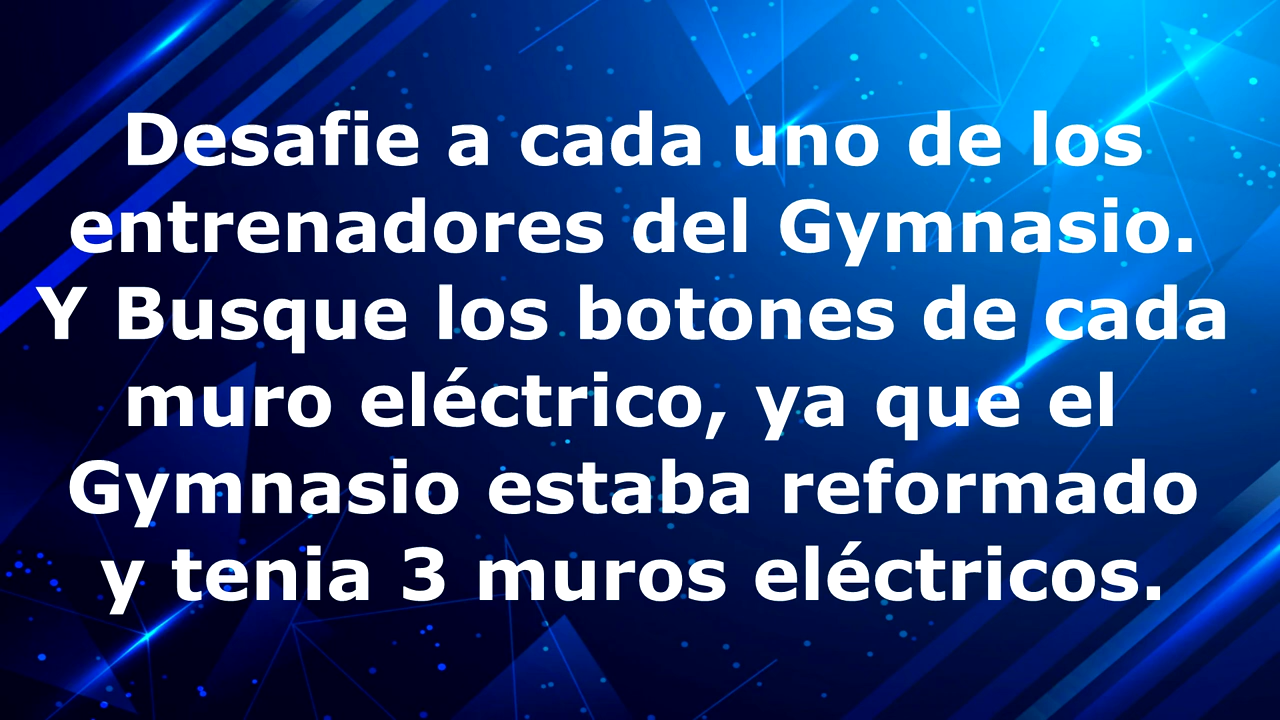 Desafie a cada uno de los
entrenadores del Gymnasio.
Y Busque los botones de cada
muro eléctrico, ya que el
Gymnasio estaba reformado
y tenia 3 muros eléctricos.